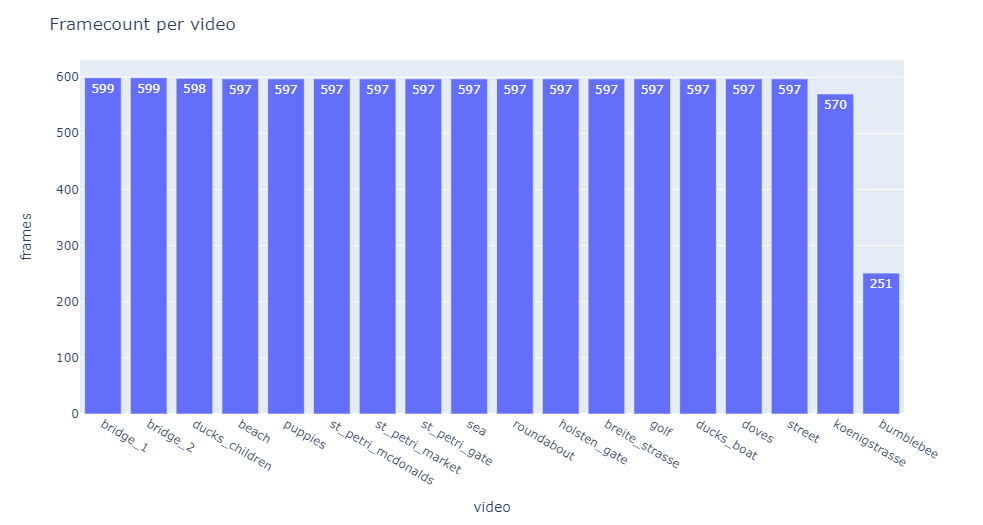 Framecount per video
frames
600
500
400
300
200
100
0
599 599 598 597 597 597 597 597 597 597 597 597 597 597 597 597 570 251
bridge_1 bridge_2 ducks_children beach puppies st_petri_mcdonalds st_petri_market st_petri_gate sea roundabout holsten_gate breite_strasse golf ducks_boat doves street koenigstrasse bumblebee
video